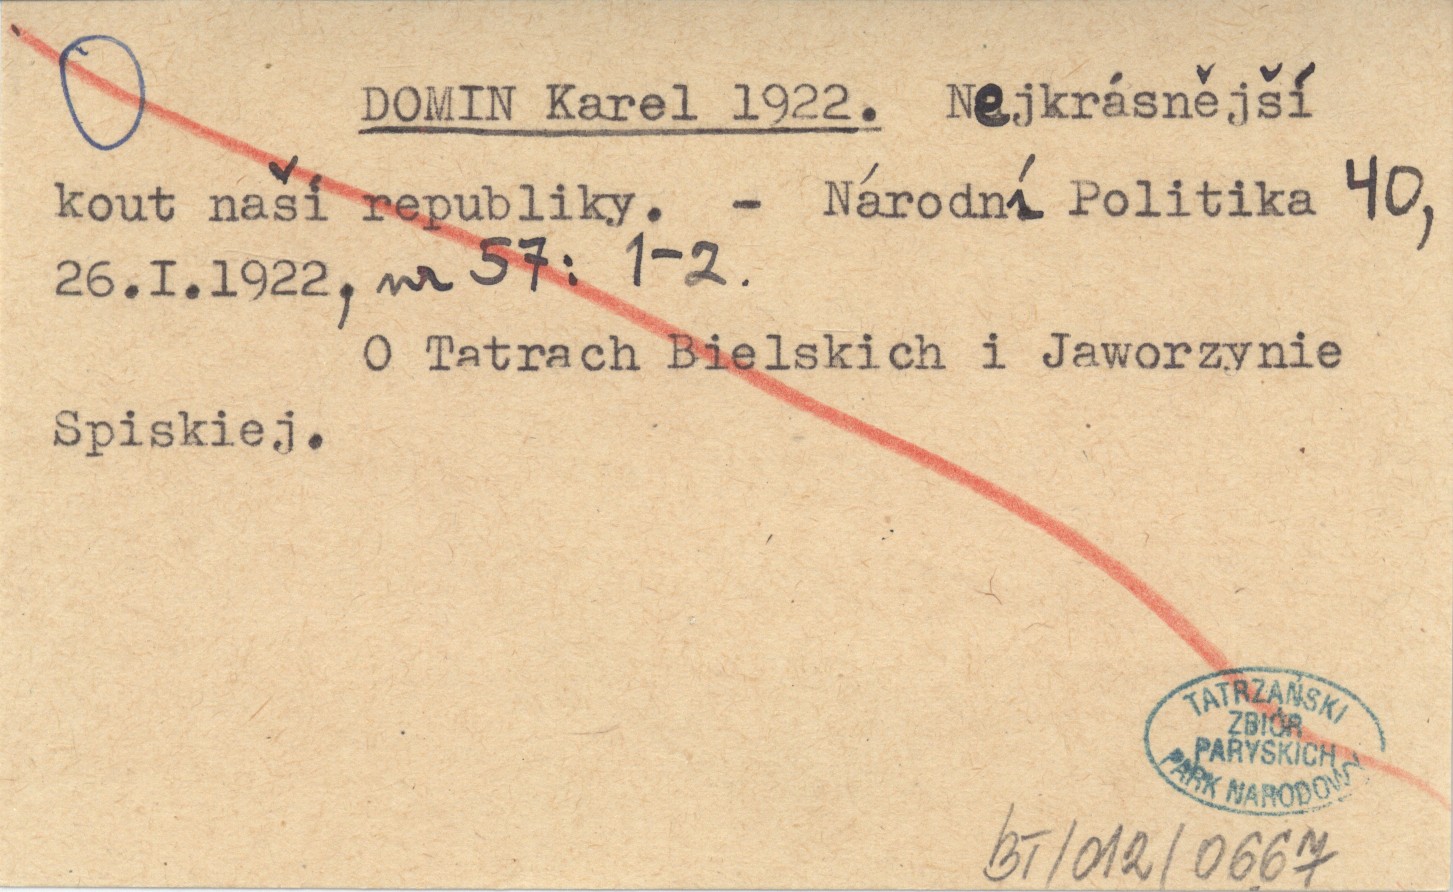 DOMIN Karel 1922. Nejkrásnější
kout naší republiky. - Národní Politika 40,
26.I.1922, nr 57: 1-2.
O Tatrach Bielskich i Jaworzynie
Spiskiej.
TATRZAŃSKI
ZBIÓR
PARYSKICH
PARK NARODOWY
BT/012/0667